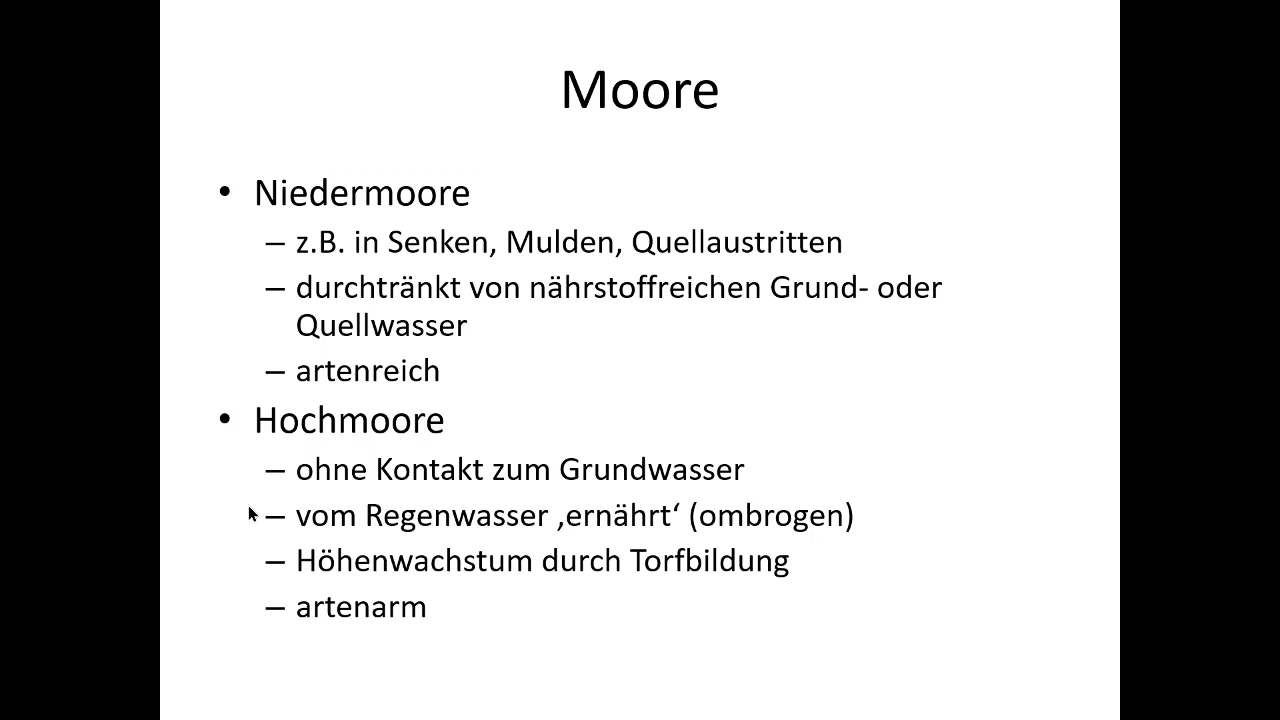 Moore
• Niedermoore
– z.B. in Senken, Mulden, Quellaustritten
– durchtränkt von nährstoffreichen Grund- oder
Quellwasser
– artenreich
• Hochmoore
– ohne Kontakt zum Grundwasser
– vom Regenwasser ‚ernährt‘ (ombrogen)
– Höhenwachstum durch Torfbildung
– artenarm